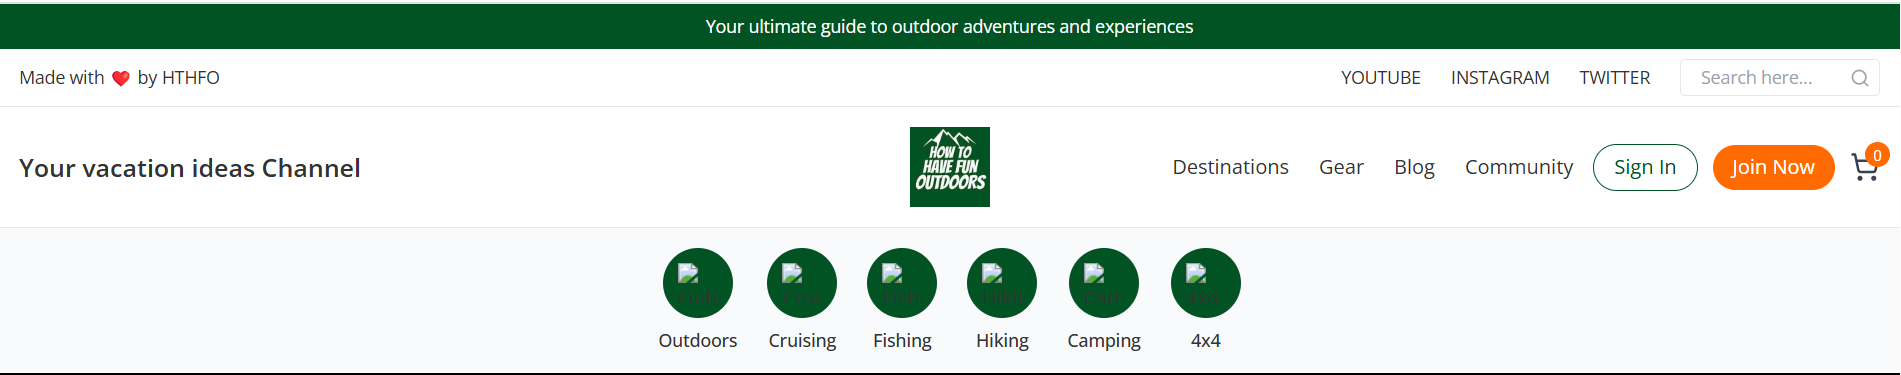 Your ultimate guide to outdoor adventures and experiences
Made with ❤️ by HTHFO
YOUTUBE INSTAGRAM TWITTER Search here...
Your vacation ideas Channel
HOW TO
HAVE FUN
OUTDOORS
Destinations Gear Blog Community Sign In Join Now 0
Outdoors Cruising Fishing Hiking Camping 4x4